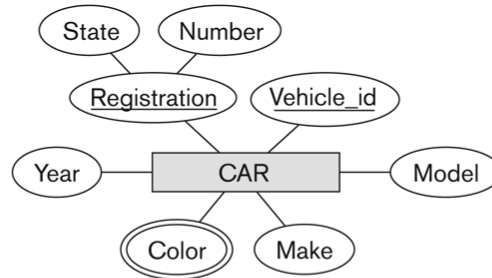 State
Number
Registration
Vehicle_id
Year
CAR
Model
Color
Make